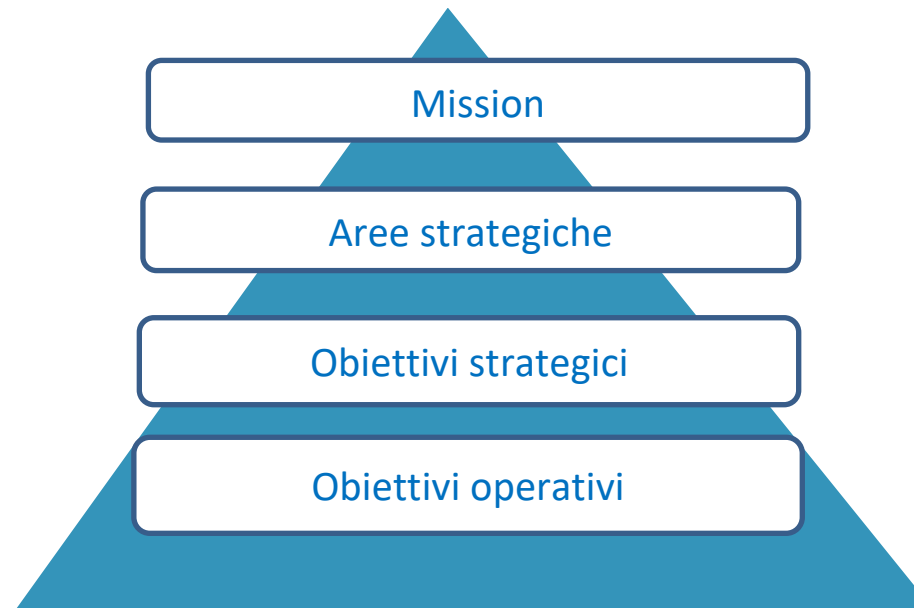 Mission
Aree strategiche
Obiettivi strategici
Obiettivi operativi